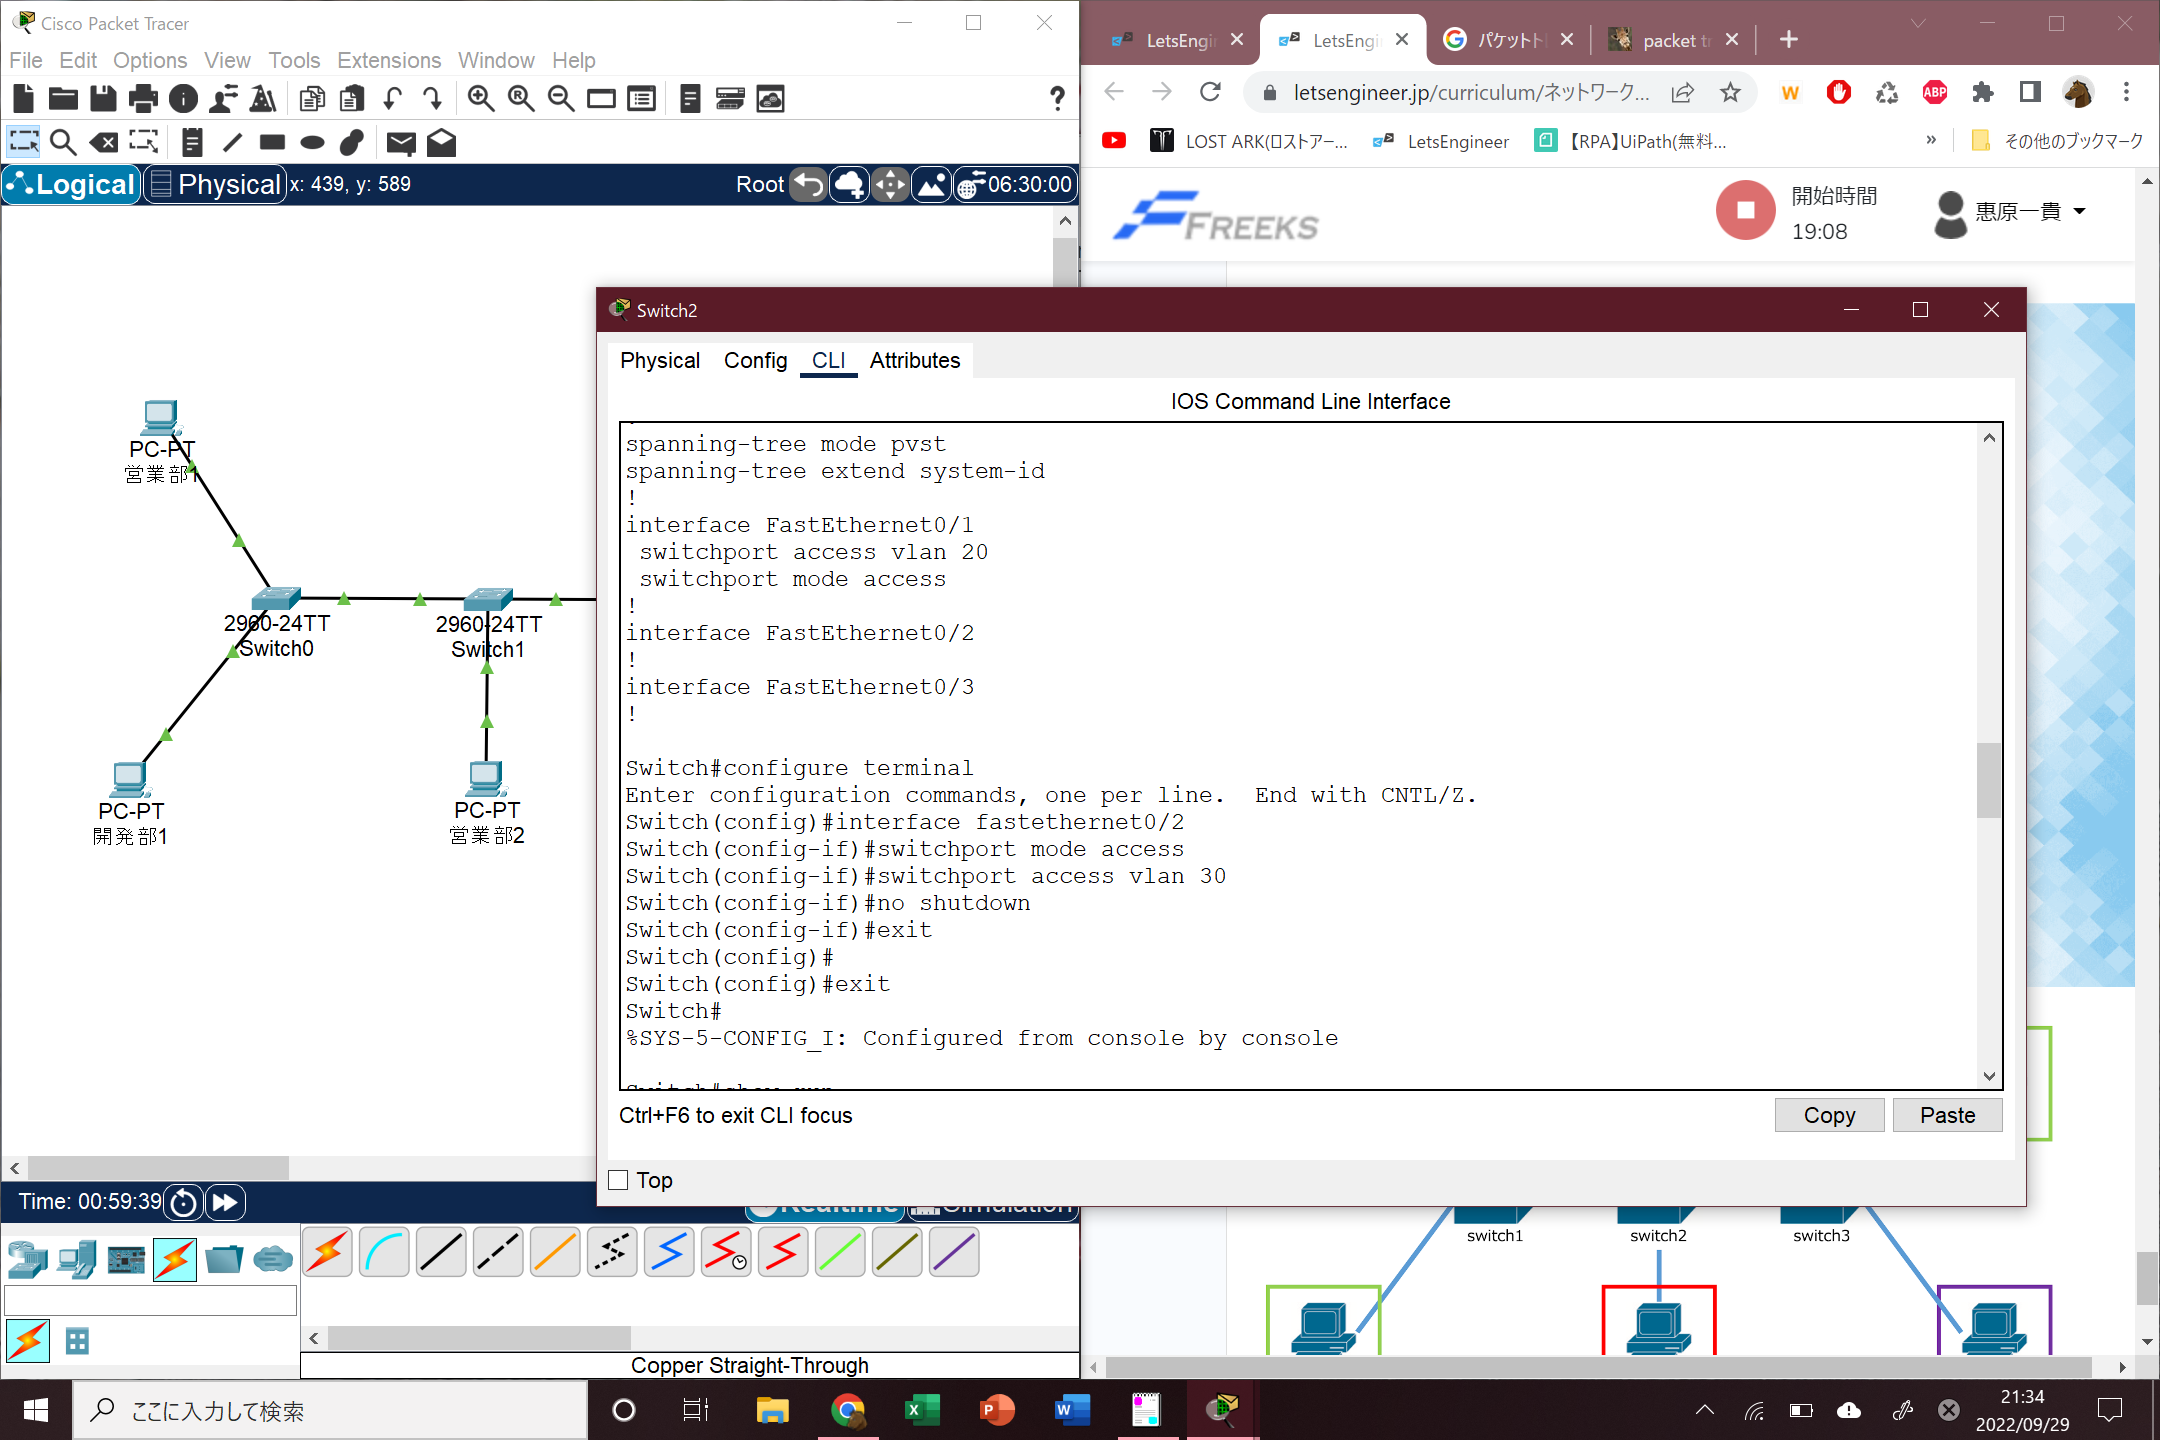 Cisco Packet Tracer
File Edit Options View Tools Extensions Window Help
Logical
Physical
x: 439, y: 589
Root
06:30:00
PC-PT
営業部1
2960-24TT
Switch0
2960-24TT
Switch1
PC-PT
開発部1
PC-PT
営業部2
Time: 00:59:39
Realtime
Simulation
Copper Straight-Through
LetsEngi
LetsEngi
パケットト
packet tr
letsengineer.jp/curriculum/ネットワーク...
W
ABP
LOST ARK(ロストアー...
LetsEngineer
【RPA】UiPath(無料...
»
その他のブックマーク
FREEKS
開始時間
19:08
惠原一貴
Switch2
Physical Config CLI Attributes
IOS Command Line Interface
spanning-tree mode pvst
spanning-tree extend system-id
!
interface FastEthernet0/1
switchport access vlan 20
switchport mode access
!
interface FastEthernet0/2
!
interface FastEthernet0/3
!
Switch#configure terminal
Enter configuration commands, one per line.  End with CNTL/Z.
Switch(config)#interface fastethernet0/2
Switch(config-if)#switchport mode access
Switch(config-if)#switchport access vlan 30
Switch(config-if)#no shutdown
Switch(config-if)#exit
Switch(config)#
Switch(config)#exit
Switch#
%SYS-5-CONFIG_I: Configured from console by console
Ctrl+F6 to exit CLI focus
Copy
Paste
Top
switch1
switch2
switch3
ここに入力して検索
21:34
2022/09/29